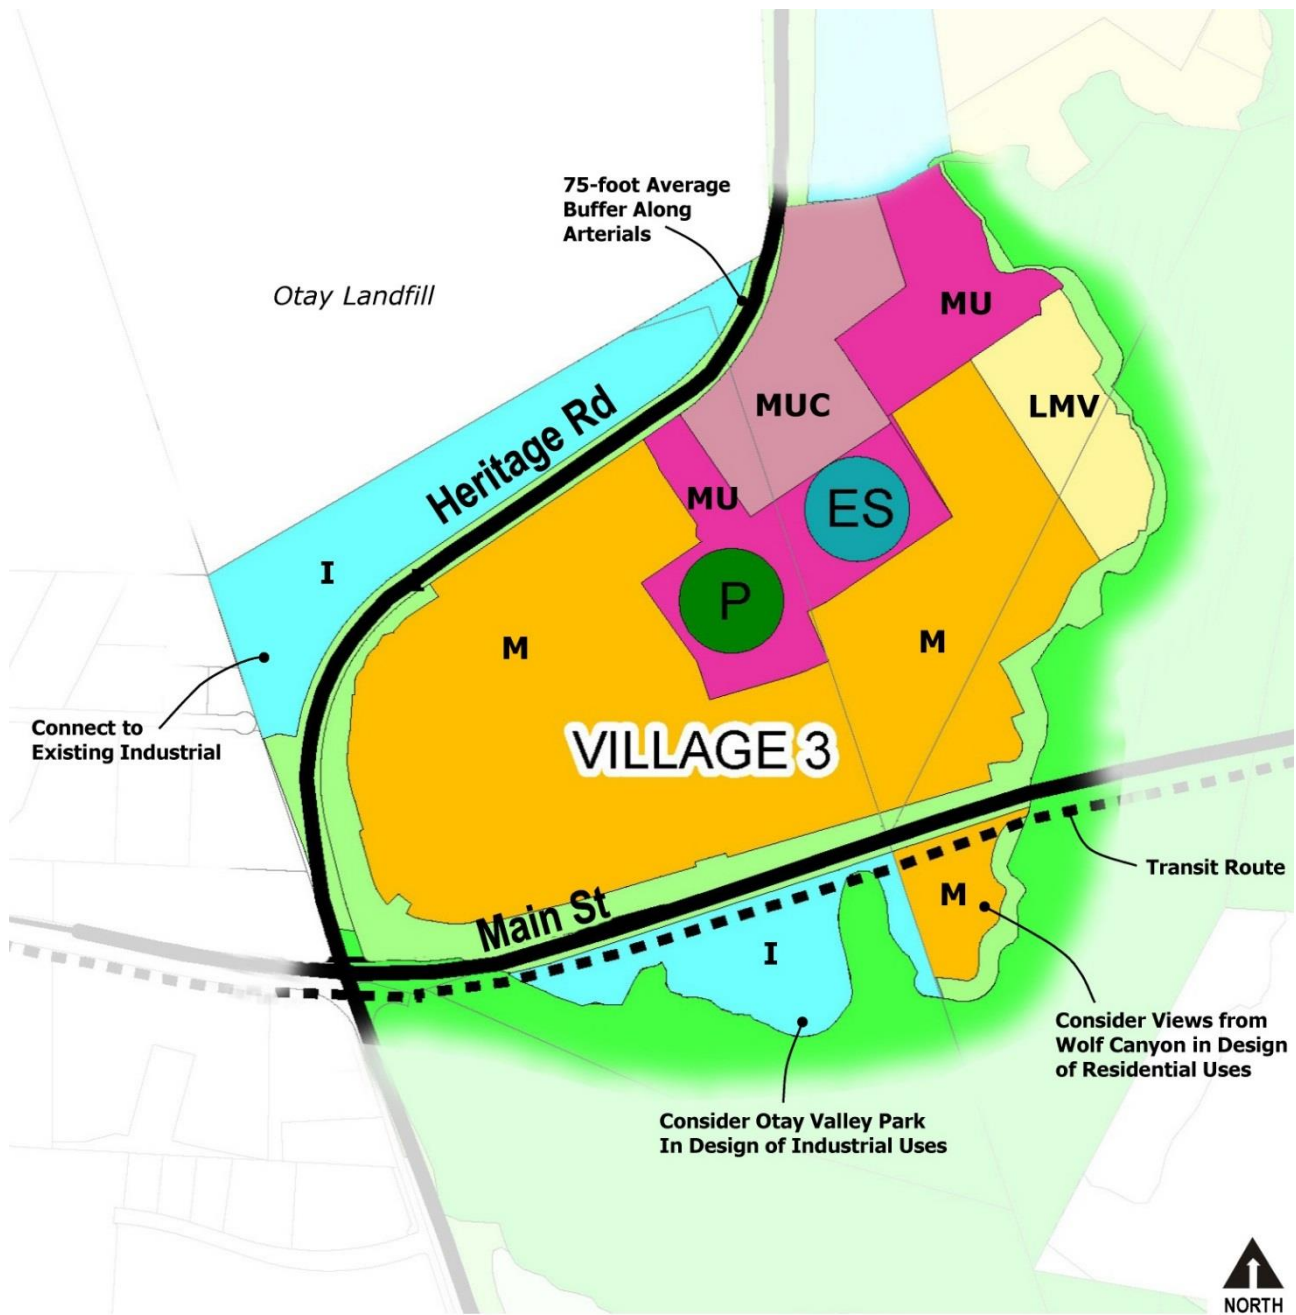 75-foot Average
Buffer Along
Arterials
Otay Landfill
MU
MUC
LMV
Heritage Rd
MU
ES
I
P
M
M
Connect to
Existing Industrial
VILLAGE 3
Transit Route
Main St
M
I
Consider Views from
Wolf Canyon in Design
of Residential Uses
Consider Otay Valley Park
In Design of Industrial Uses
NORTH